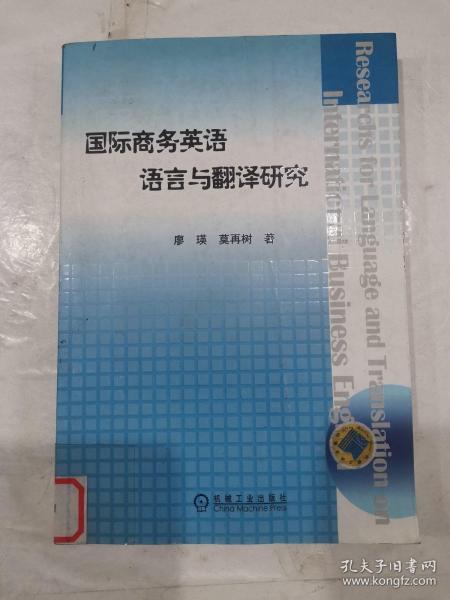 国际商务英语
语言与翻译研究
廖 瑛 莫再树 著
Researchs for Language and Translation on
International Business Eng
机械工业出版社
China Machine Press
孔夫子旧书网
www.kongfz.com